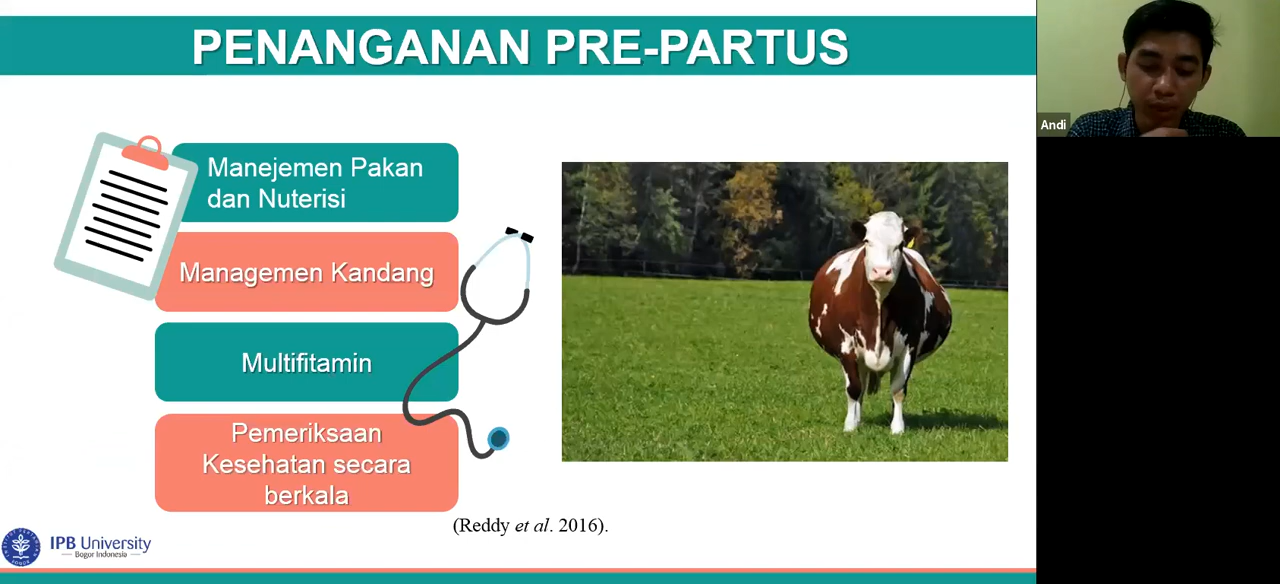 PENANGANAN PRE-PARTUS
Andi
Manejemen Pakan
dan Nuterisi
Managemen Kandang
Multifitamin
Pemeriksaan
Kesehatan secara
berkala
(Reddy et al. 2016).
IPB University
Bogor Indonesia